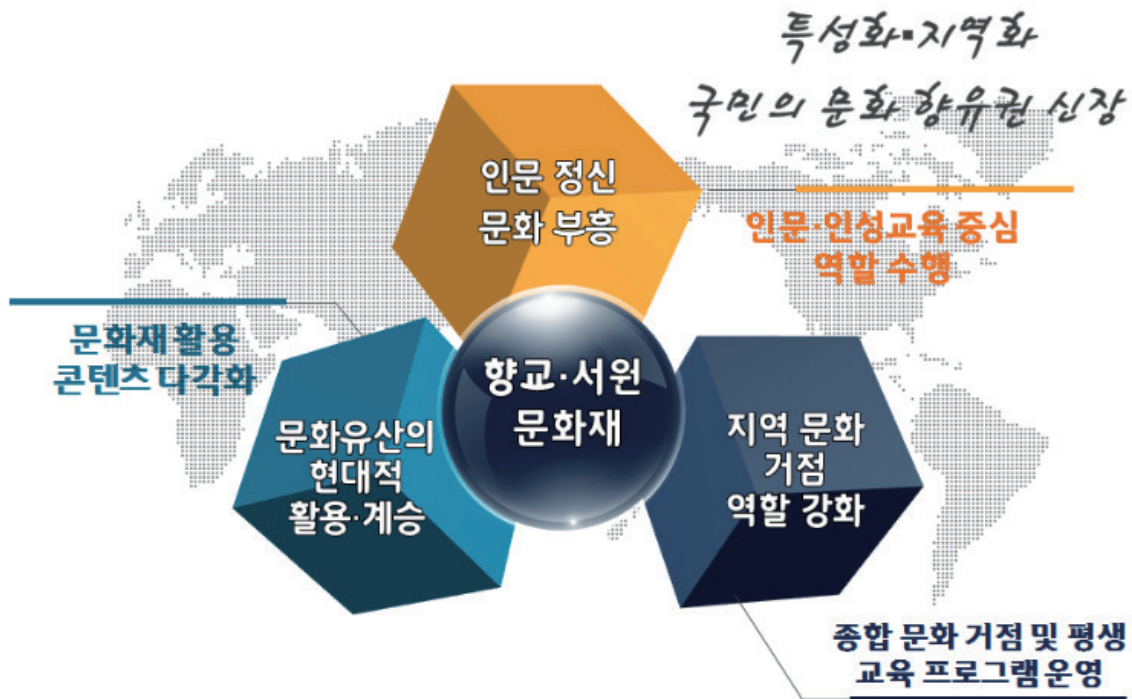 특성화▪지역화
국민의 문화 향유권 신장
인문 정신
문화 부흥
인문·인성교육 중심
역할 수행
문화재 활용
콘텐츠 다각화
향교·서원
문화재
문화유산의
현대적
활용·계승
지역 문화
거점
역할 강화
종합 문화 거점 및 평생
교육 프로그램 운영